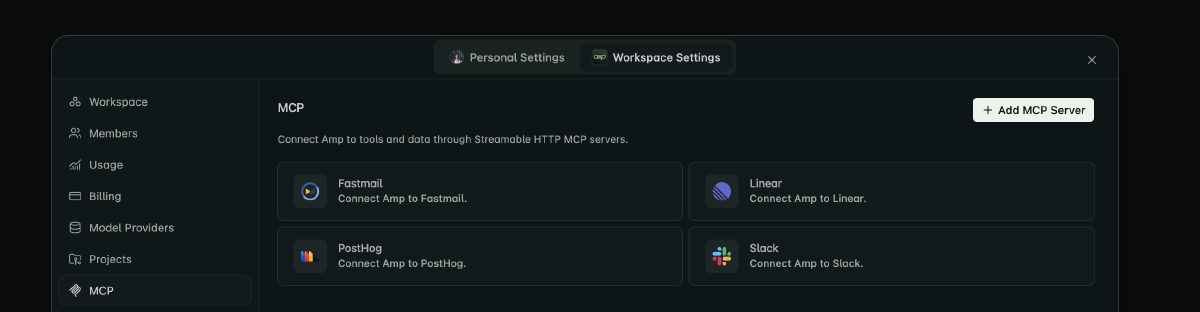 Personal Settings
amp
Workspace Settings
Workspace
Members
Usage
Billing
Model Providers
Projects
MCP
MCP
+ Add MCP Server
Connect Amp to tools and data through Streamable HTTP MCP servers.
Fastmail
Connect Amp to Fastmail.
Linear
Connect Amp to Linear.
PostHog
Connect Amp to PostHog.
Slack
Connect Amp to Slack.